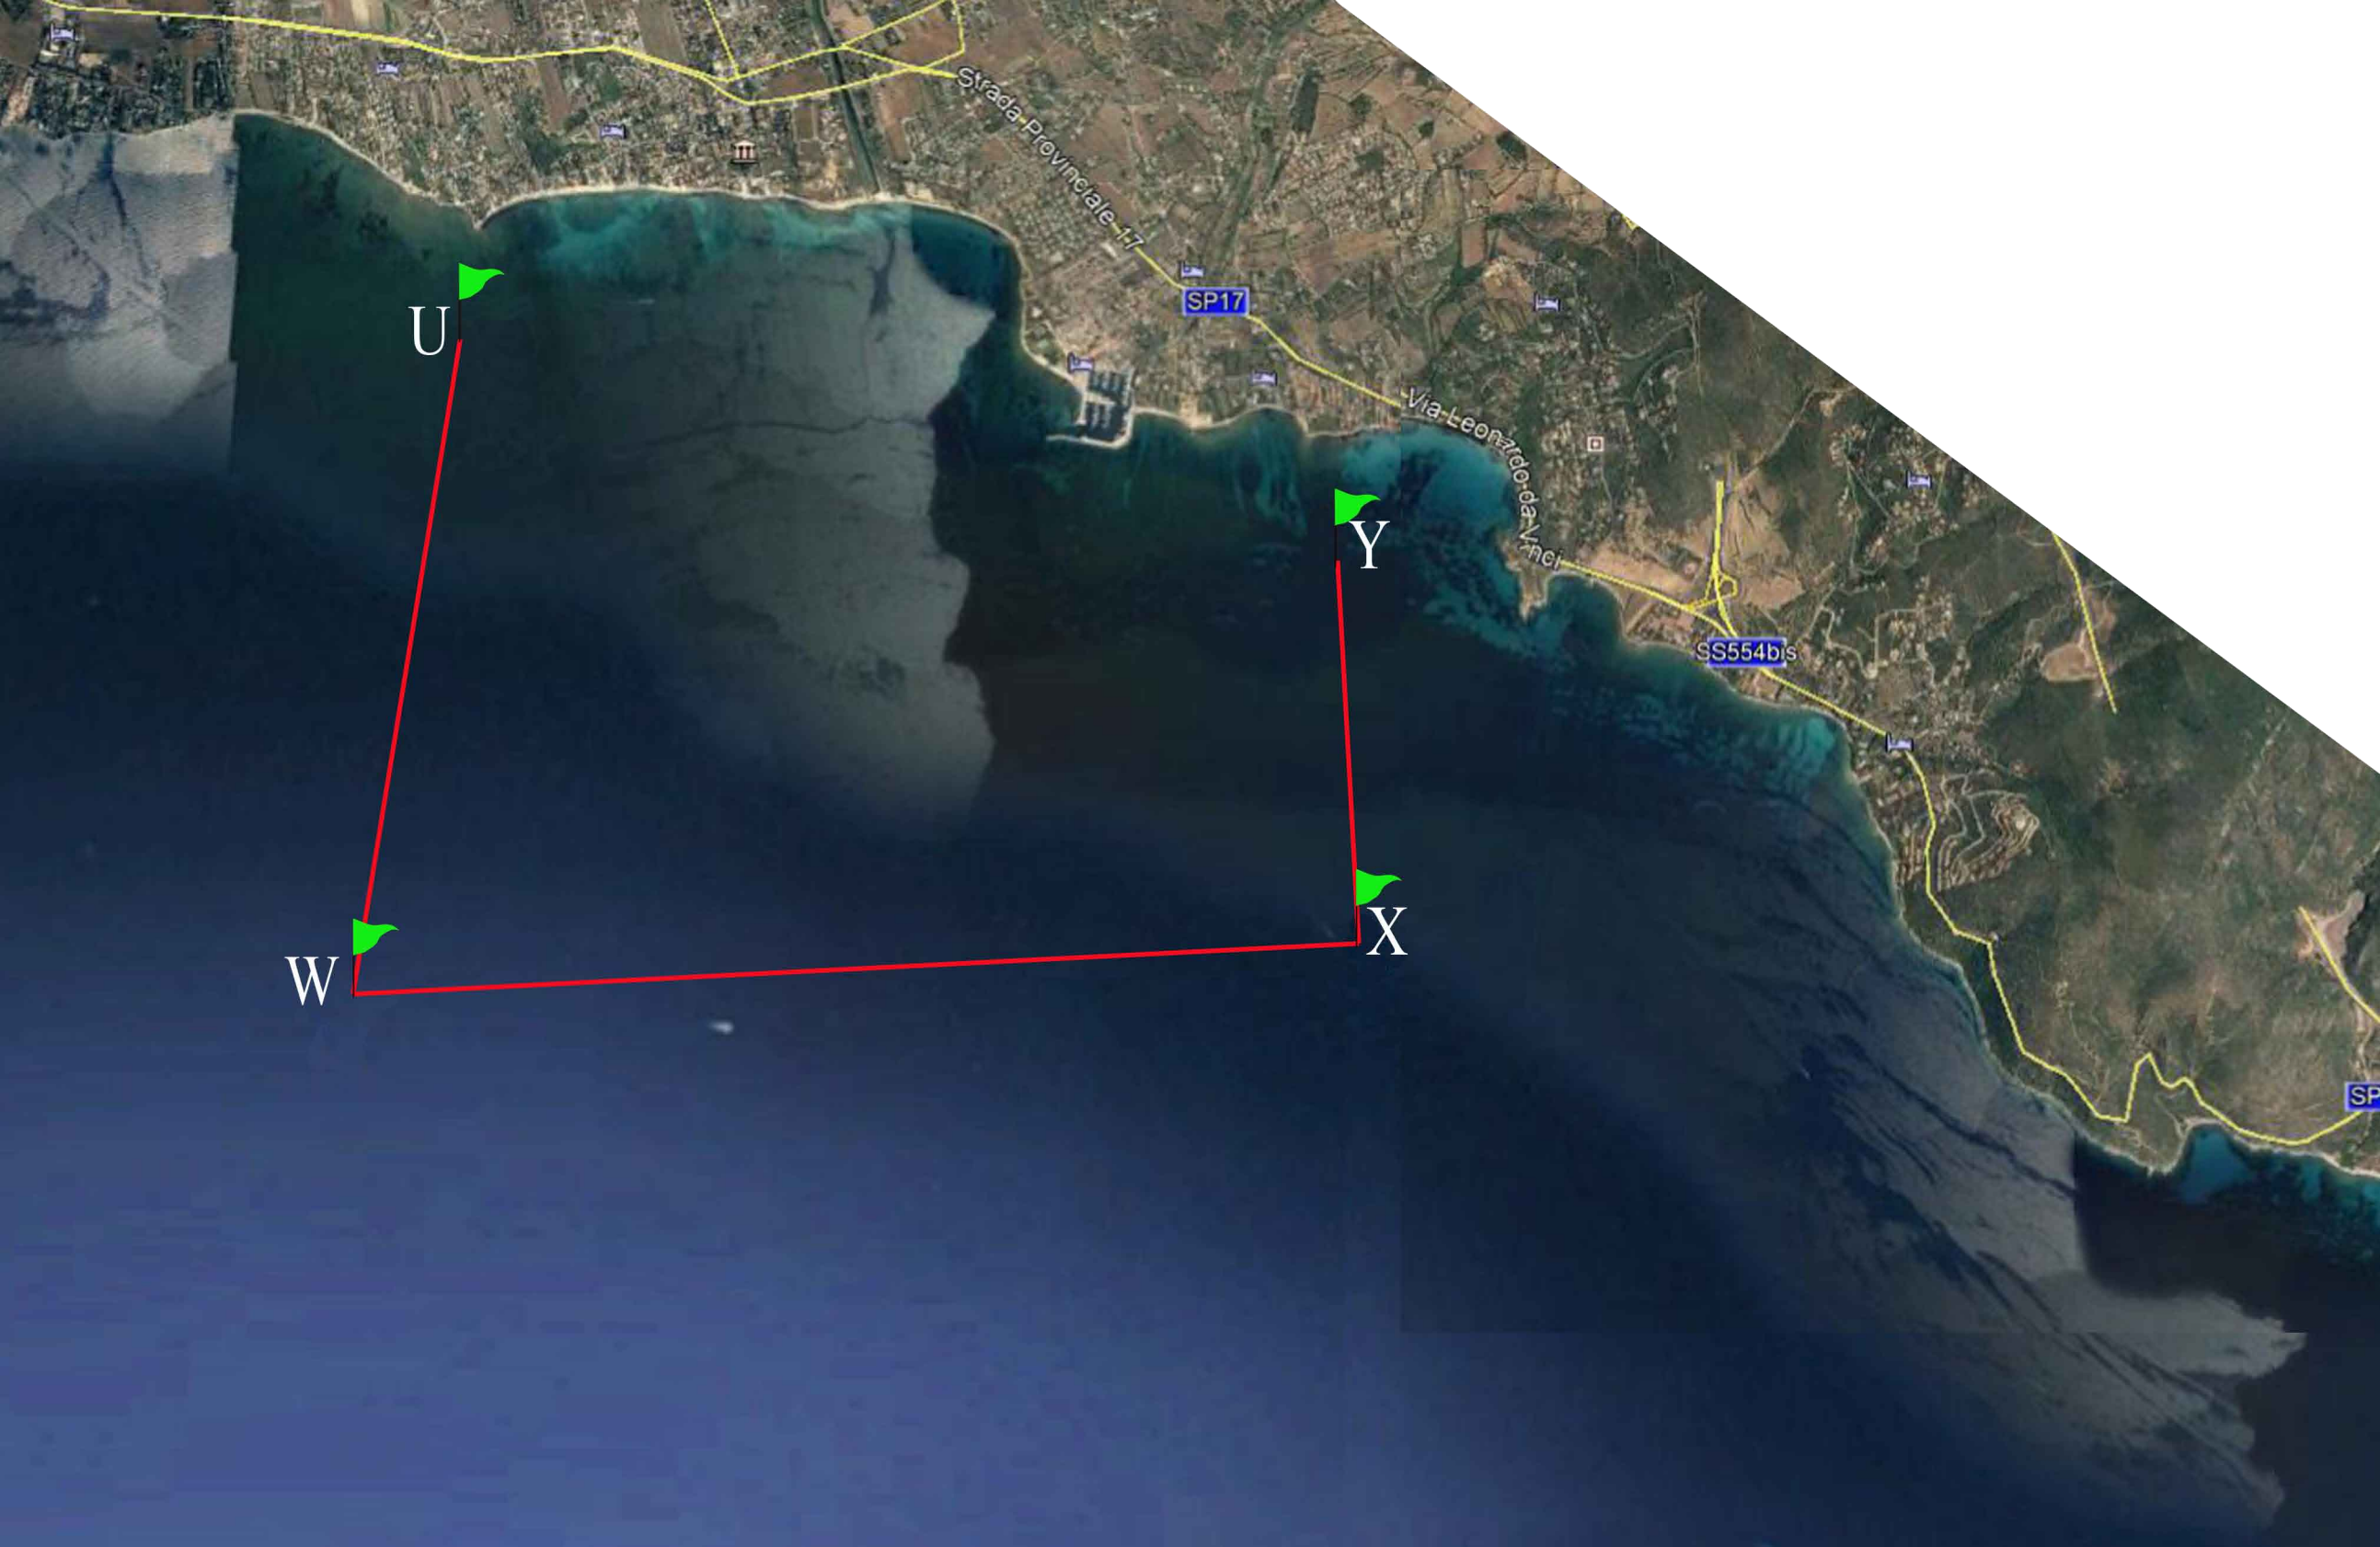 Strada Provinciale 17
SP17
U
Via Leonardo da Vinci
Y
SS554bis
X
W
SP